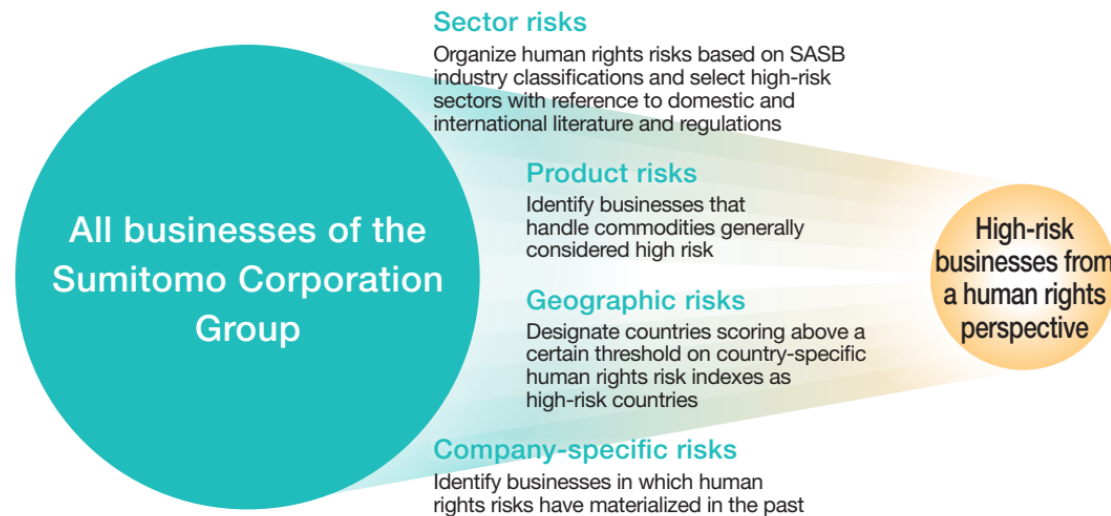 Sector risks
Organize human rights risks based on SASB
industry classifications and select high-risk
sectors with reference to domestic and
international literature and regulations
Product risks
Identify businesses that
handle commodities generally
considered high risk
Geographic risks
Designate countries scoring above a
certain threshold on country-specific
human rights risk indexes as
high-risk countries
Company-specific risks
Identify businesses in which human
rights risks have materialized in the past
All businesses of the
Sumitomo Corporation
Group
High-risk
businesses from
a human rights
perspective